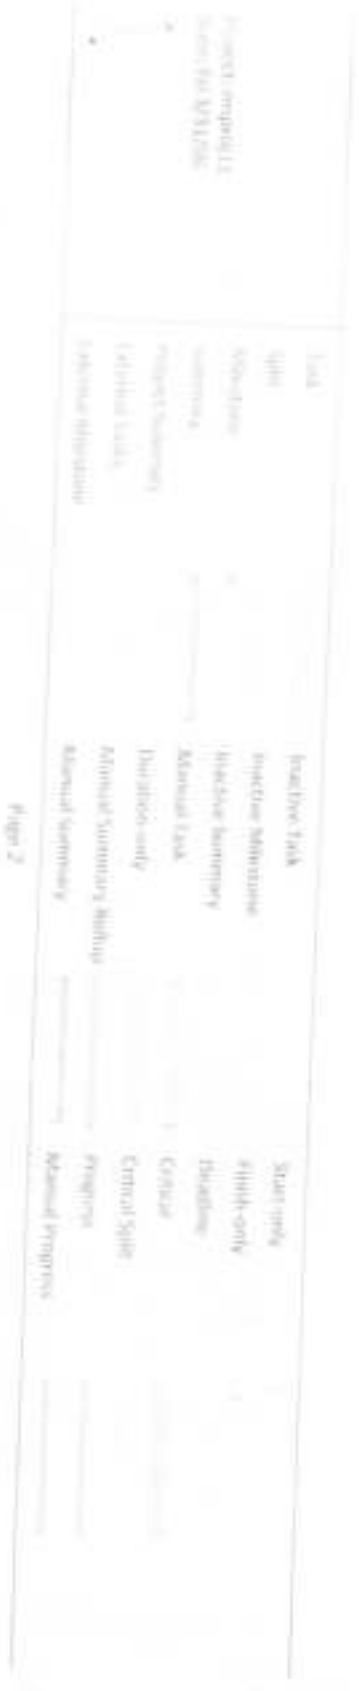 Task
Split
Milestone
Summary
Project Summary
External Tasks
External Milestone
Inactive Task
Inactive Milestone
Inactive Summary
Manual Task
Duration-only
Manual Summary Rollup
Manual Summary
Start-only
Finish-only
Deadline
Critical
Critical Split
Progress
Manual Progress
Page 2